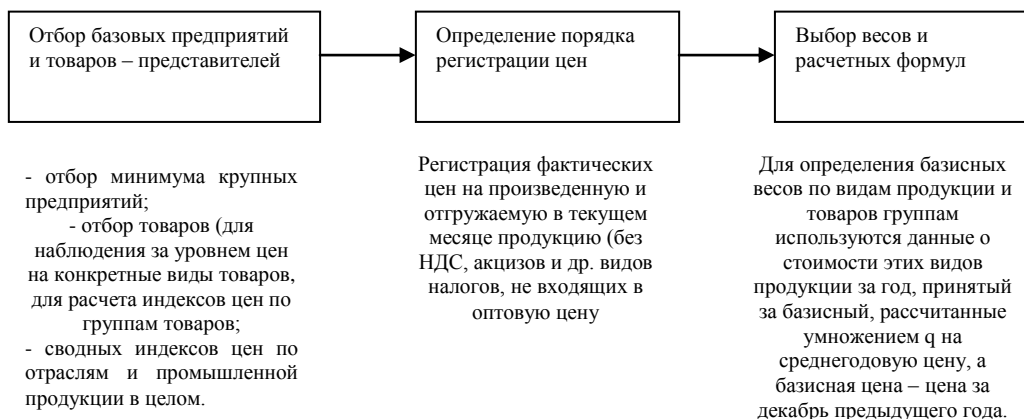 Отбор базовых предприятий
и товаров – представителей
Определение порядка
регистрации цен
Выбор весов и
расчетных формул
- отбор минимума крупных
предприятий;
- отбор товаров (для
наблюдения за уровнем цен
на конкретные виды товаров,
для расчета индексов цен по
группам товаров;
- сводных индексов цен по
отраслям и промышленной
продукции в целом.
Регистрация фактических
цен на произведенную и
отгружаемую в текущем
месяце продукцию (без
НДС, акцизов и др. видов
налогов, не входящих в
оптовую цену
Для определения базисных
весов по видам продукции и
товаров группам
используются данные о
стоимости этих видов
продукции за год, принятый
за базисный, рассчитанные
умножением q на
среднегодовую цену, а
базисная цена – цена за
декабрь предыдущего года.